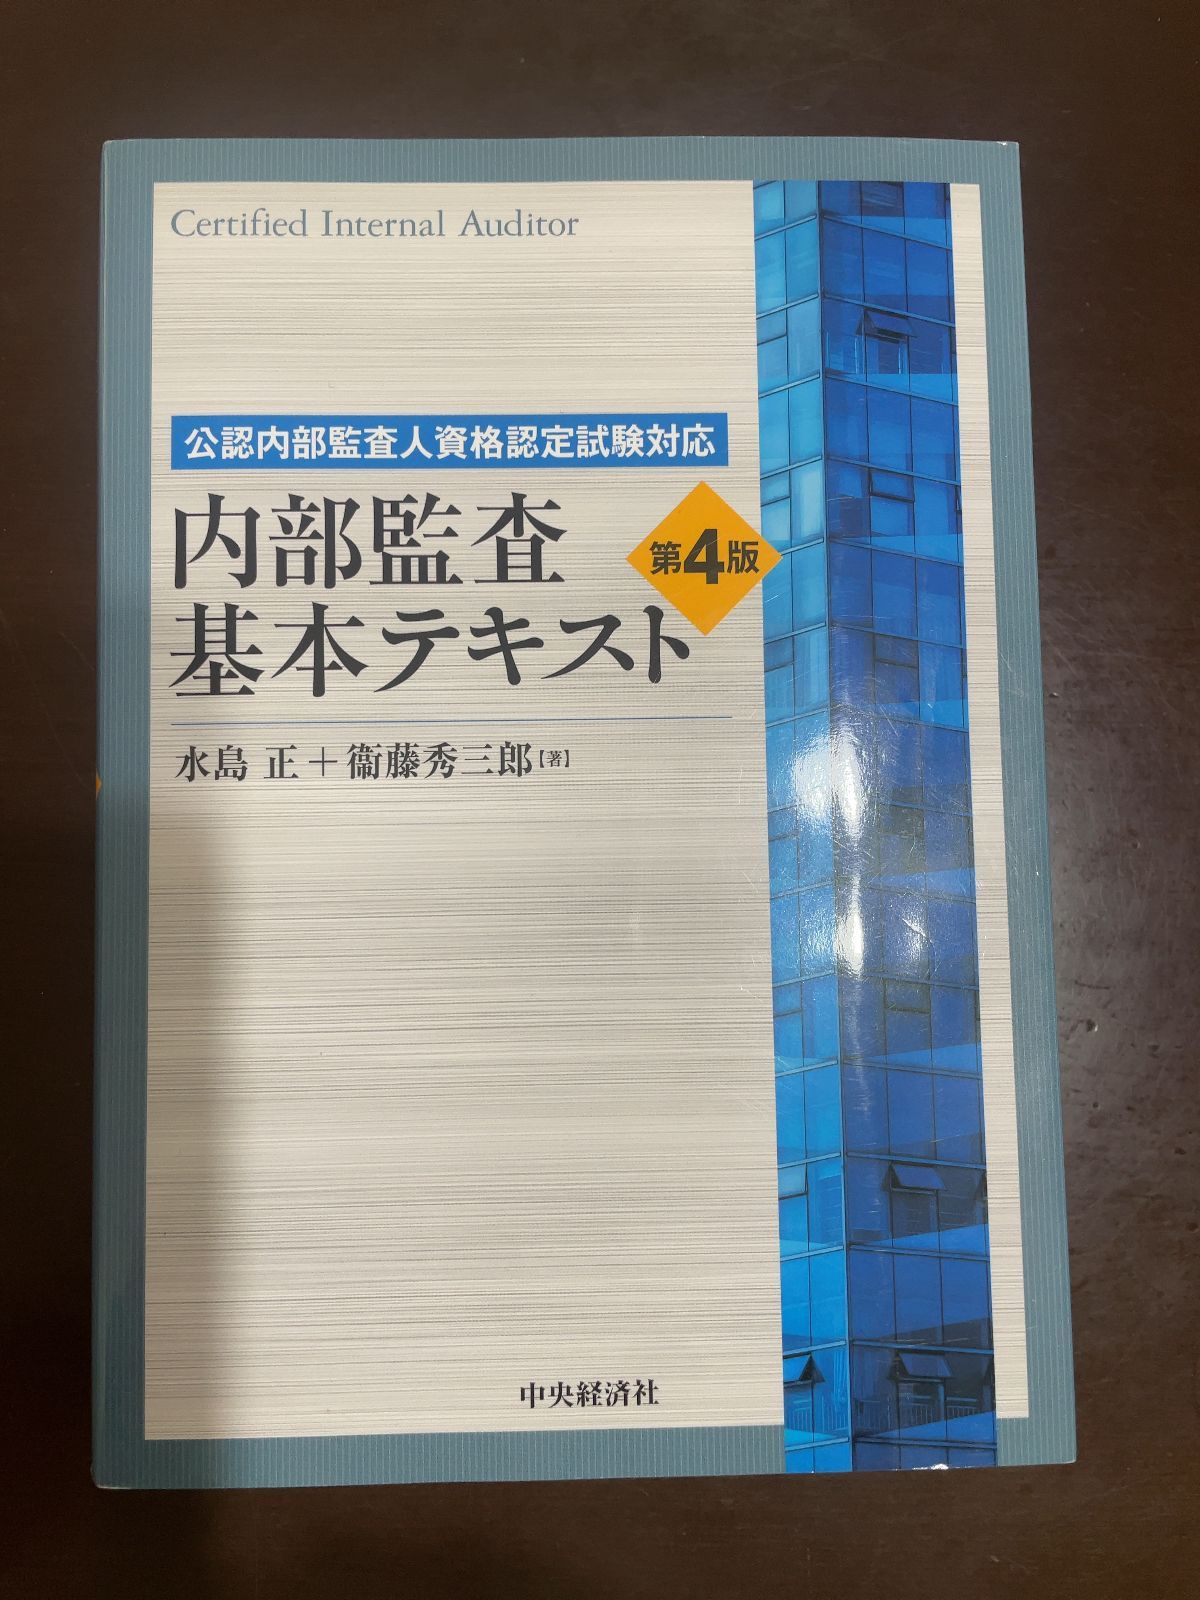 Certified Internal Auditor
公認内部監査人資格認定試験対応
内部監査
第4版
基本テキスト
水島 正+衞藤秀三郎【著】
中央経済社